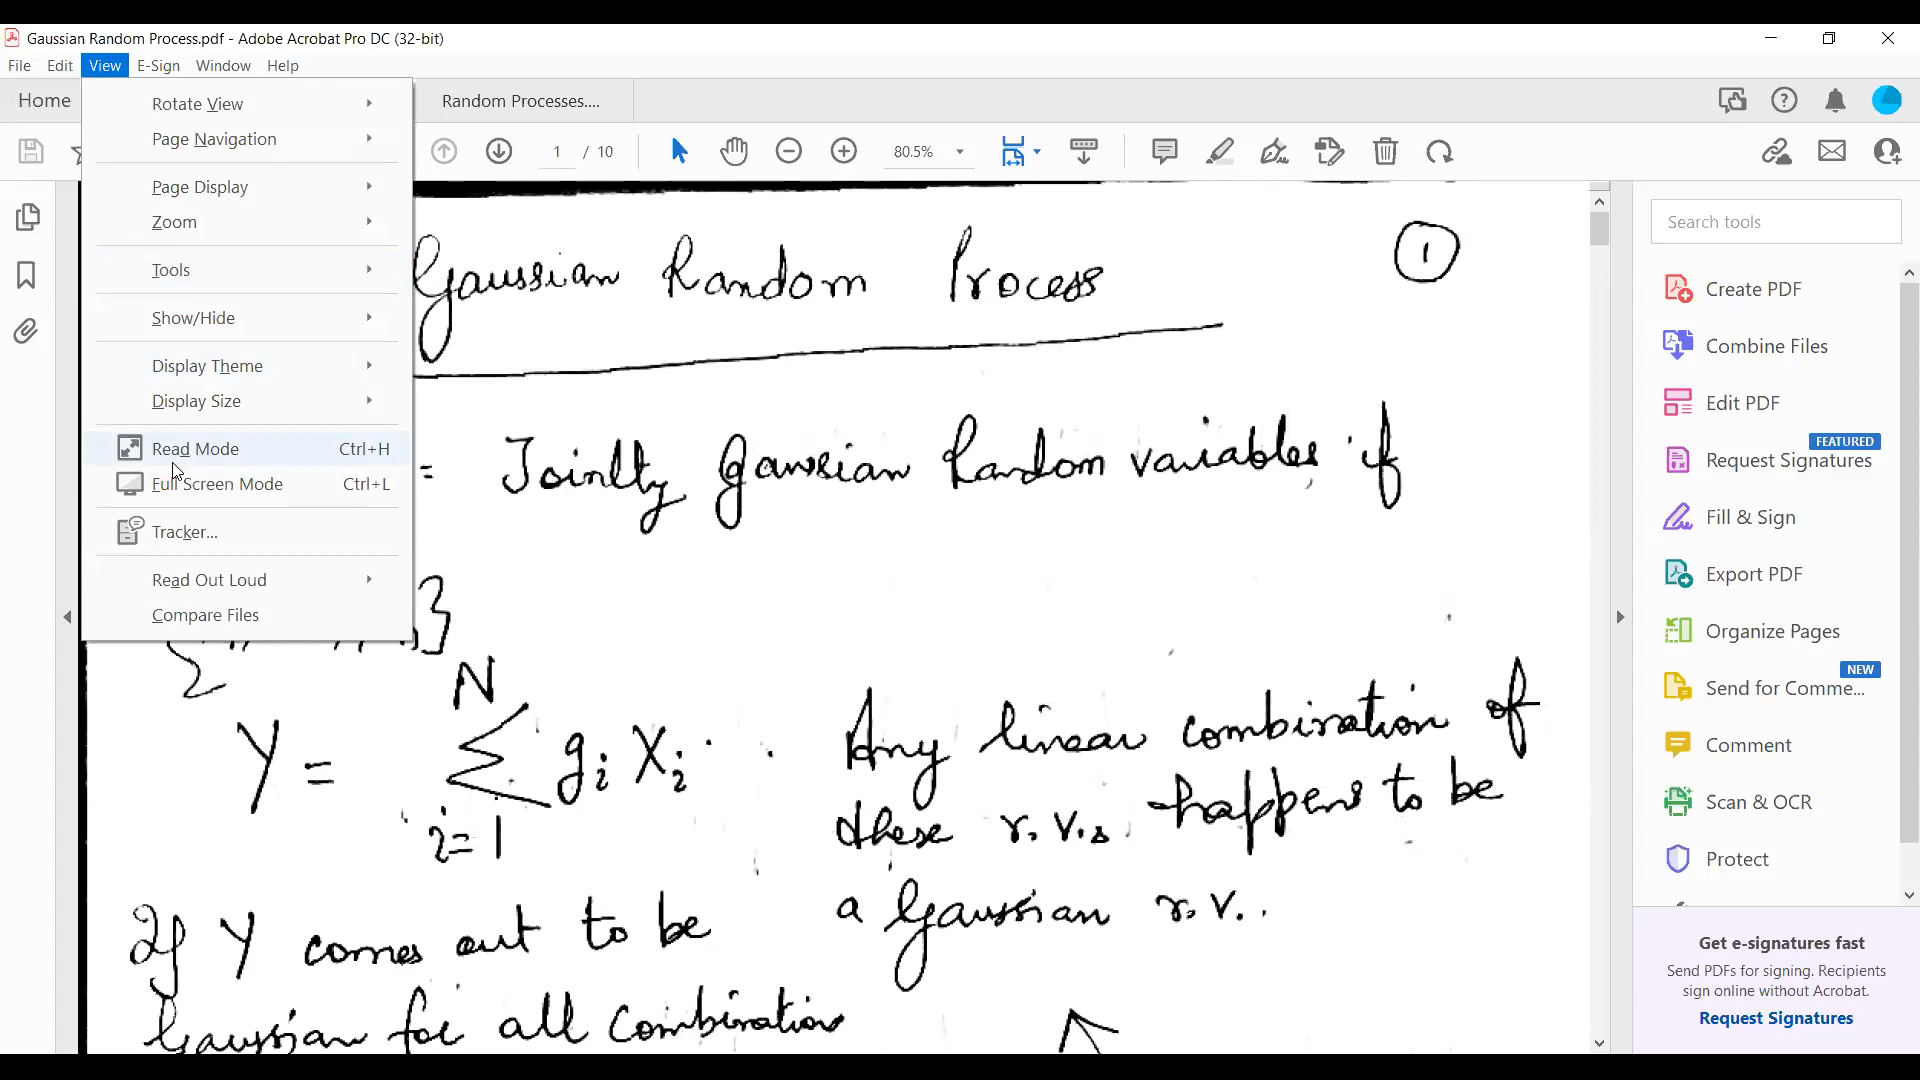 Gaussian Random Process.pdf - Adobe Acrobat Pro DC (32-bit)
File Edit View E-Sign Window Help
Home
Random Processes....
1 / 10
80.5%
Rotate View
Page Navigation
Page Display
Zoom
Tools
Show/Hide
Display Theme
Display Size
Read Mode Ctrl+H
Full Screen Mode Ctrl+L
Tracker...
Read Out Loud
Compare Files
Gaussian Random Process
1
= Jointly Gaussian Random variables if
N
Y = Σ gi Xi . Any linear combination of
i=1
these r.v.s happens to be
a Gaussian r.v..
If Y comes out to be
Gaussian for all combination
Search tools
Create PDF
Combine Files
Edit PDF
FEATURED
Request Signatures
Fill & Sign
Export PDF
Organize Pages
NEW
Send for Comme...
Comment
Scan & OCR
Protect
Get e-signatures fast
Send PDFs for signing. Recipients
sign online without Acrobat.
Request Signatures